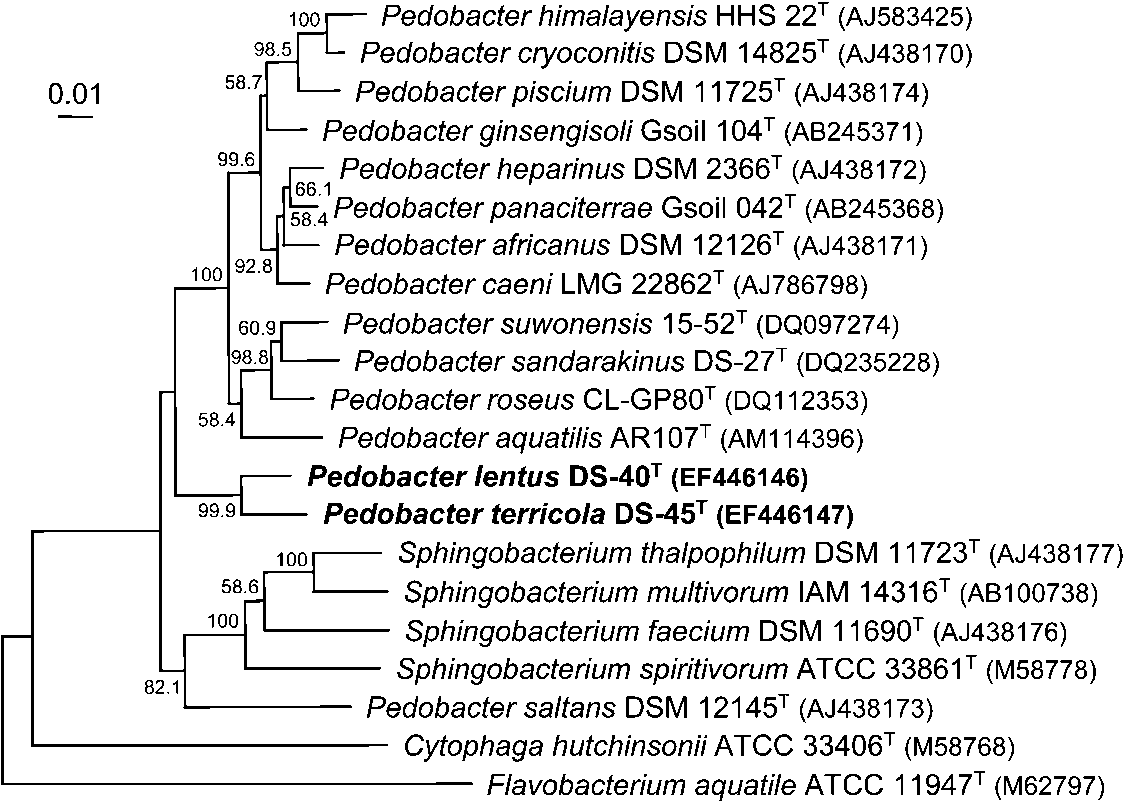 100 Pedobacter himalayensis HHS 22ᵀ (AJ583425)
98.5 Pedobacter cryoconitis DSM 14825ᵀ (AJ438170)
58.7 Pedobacter piscium DSM 11725ᵀ (AJ438174)
0.01
Pedobacter ginsengisoli Gsoil 104ᵀ (AB245371)
99.6 Pedobacter heparinus DSM 2366ᵀ (AJ438172)
66.1
Pedobacter panaciterrae Gsoil 042ᵀ (AB245368)
58.4
Pedobacter africanus DSM 12126ᵀ (AJ438171)
100 92.8
Pedobacter caeni LMG 22862ᵀ (AJ786798)
60.9 Pedobacter suwonensis 15-52ᵀ (DQ097274)
98.8 Pedobacter sandarakinus DS-27ᵀ (DQ235228)
Pedobacter roseus CL-GP80ᵀ (DQ112353)
58.4
Pedobacter aquatilis AR107ᵀ (AM114396)
Pedobacter lentus DS-40ᵀ (EF446146)
99.9 Pedobacter terricola DS-45ᵀ (EF446147)
100 Sphingobacterium thalpophilum DSM 11723ᵀ (AJ438177)
58.6 Sphingobacterium multivorum IAM 14316ᵀ (AB100738)
100 Sphingobacterium faecium DSM 11690ᵀ (AJ438176)
Sphingobacterium spiritivorum ATCC 33861ᵀ (M58778)
82.1
Pedobacter saltans DSM 12145ᵀ (AJ438173)
Cytophaga hutchinsonii ATCC 33406ᵀ (M58768)
Flavobacterium aquatile ATCC 11947ᵀ (M62797)